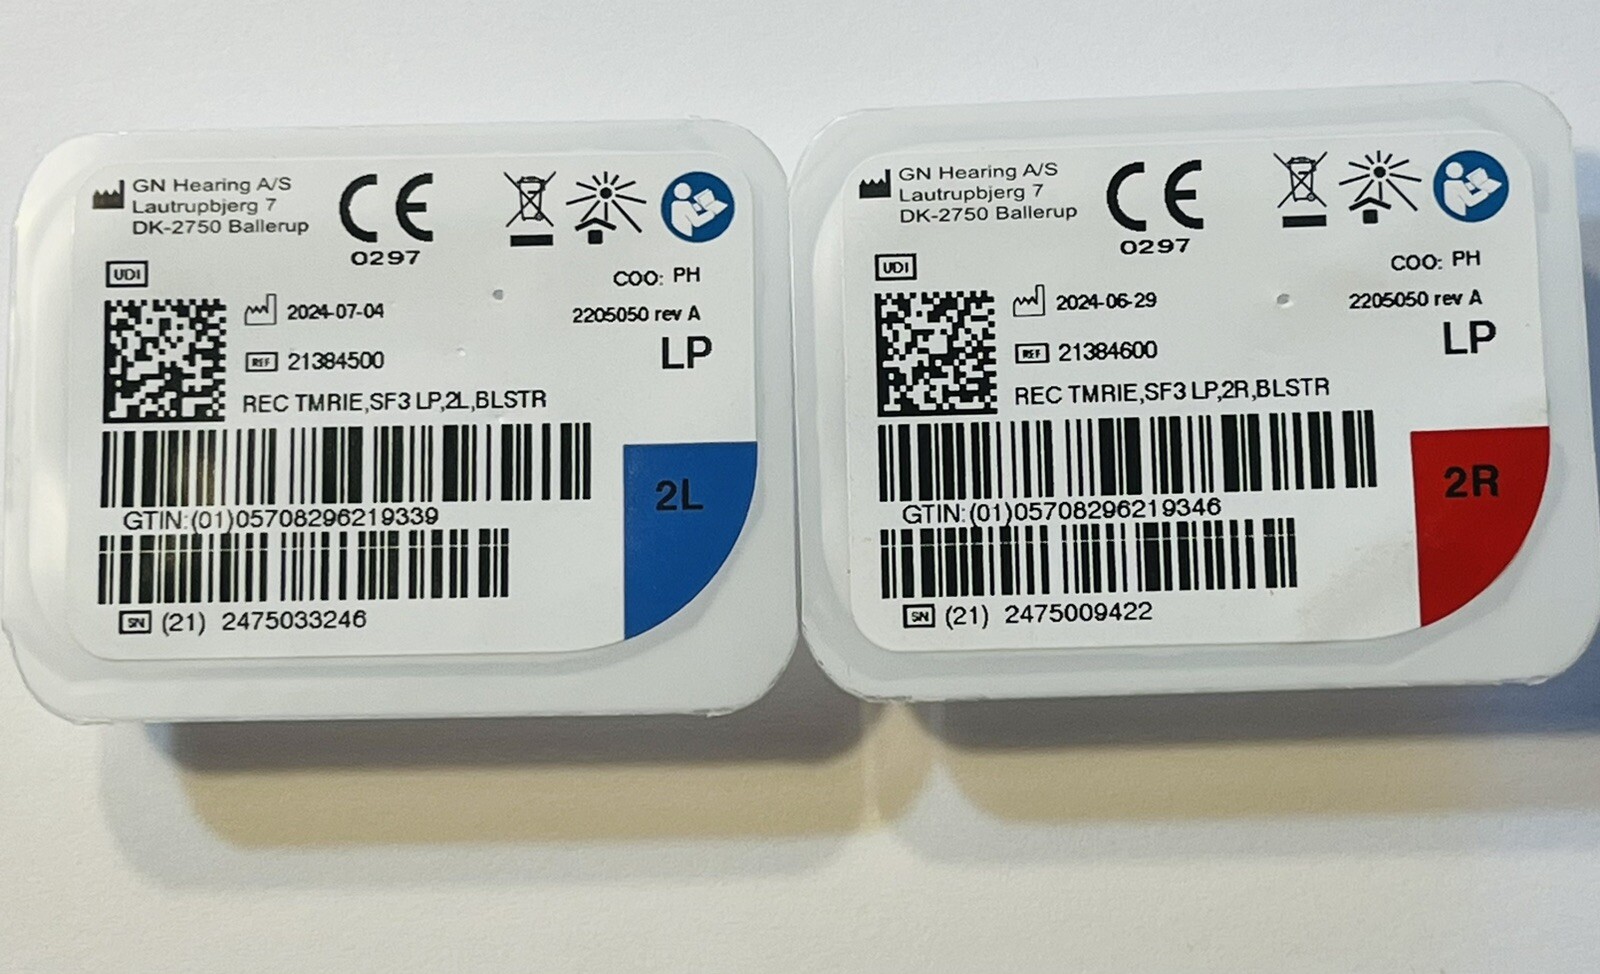 GN Hearing A/S
Lautrupbjerg 7
DK-2750 Ballerup
CE
0297
UDI
COO: PH
2024-07-04
2205050 rev A
REF 21384500
LP
REC TMRIE,SF3 LP,2L,BLSTR
2L
GTIN:(01)05708296219339
SN (21) 2475033246
GN Hearing A/S
Lautrupbjerg 7
DK-2750 Ballerup
CE
0297
UDI
COO: PH
2024-06-29
2205050 rev A
REF 21384600
LP
REC TMRIE,SF3 LP,2R,BLSTR
2R
GTIN:(01)05708296219346
SN (21) 2475009422